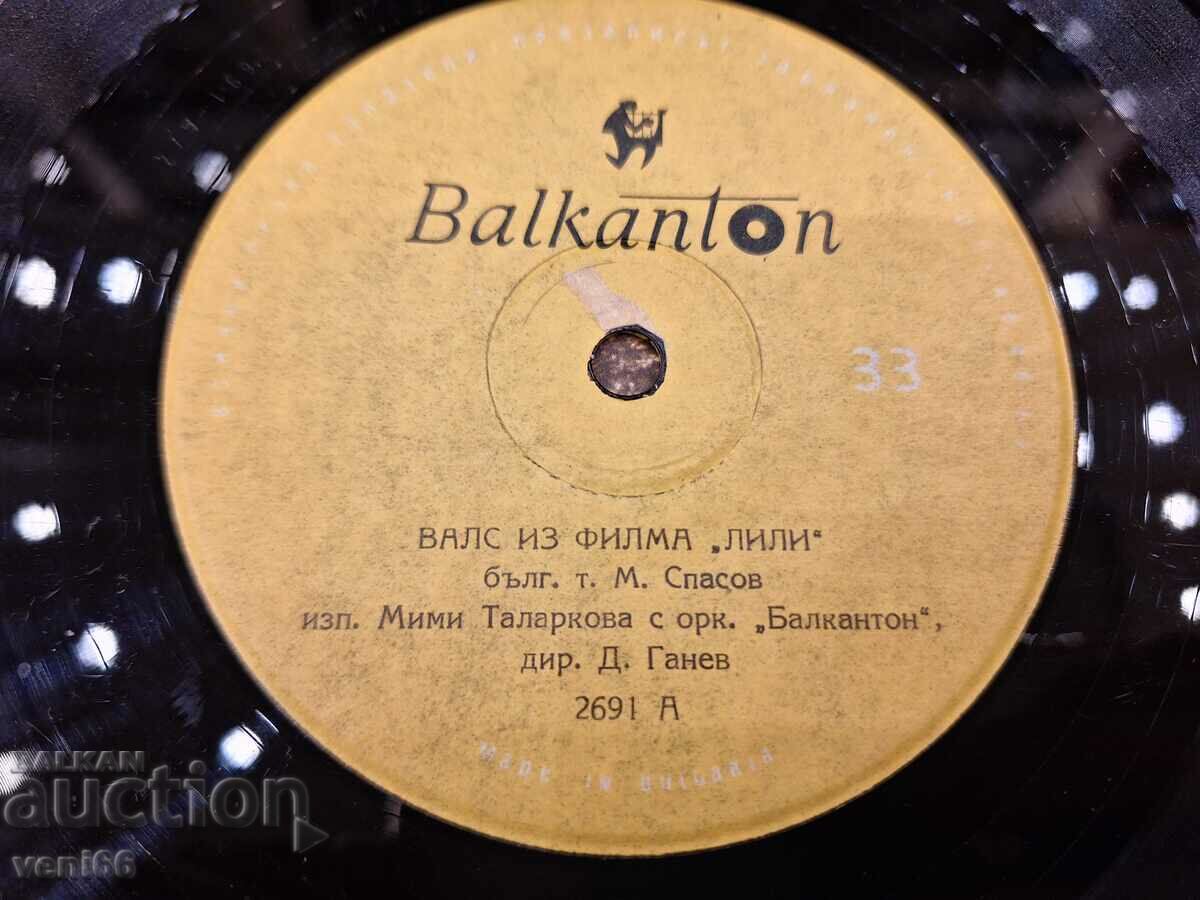 Balkanton
33
ВАЛС ИЗ ФИЛМА „ЛИЛИ“
бълг. т. М. Спасов
изп. Мими Таларкова с орк. „Балкантон“,
дир. Д. Ганев
2691 А
MADE IN BULGARIA
BALKAN
auction
veni66